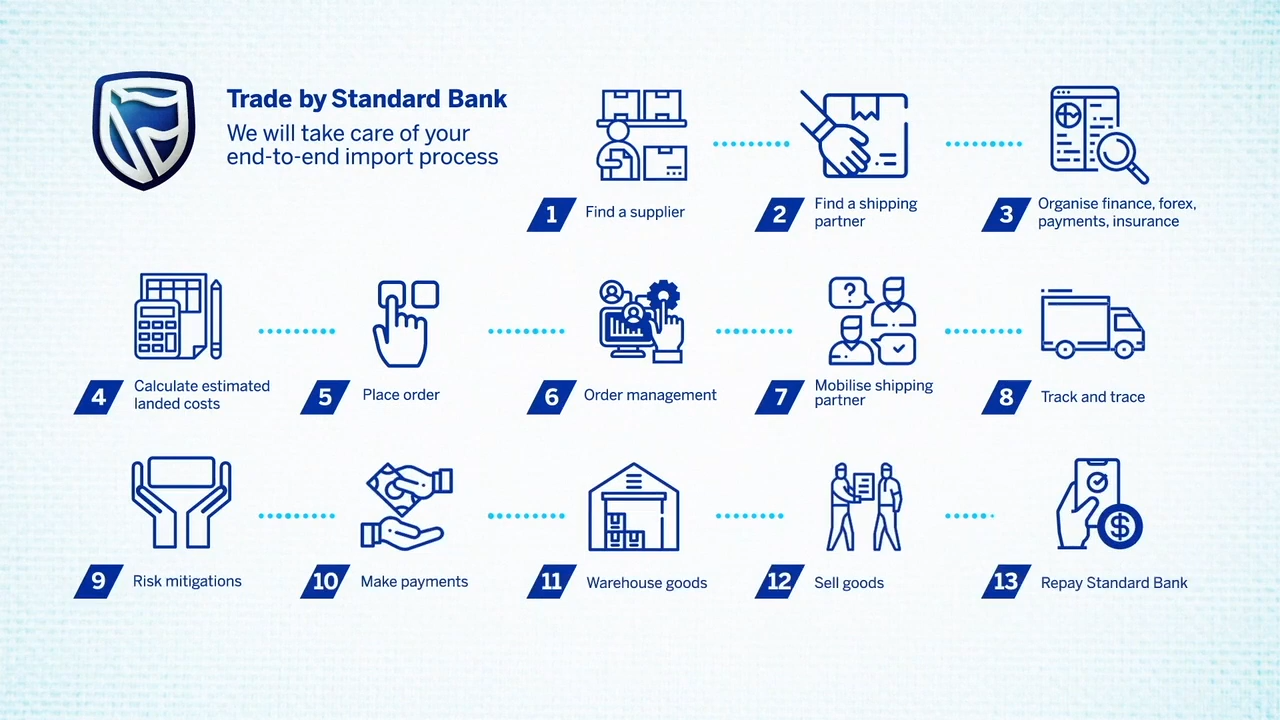 Trade by Standard Bank
We will take care of your
end-to-end import process
1 Find a supplier
2 Find a shipping
partner
3 Organise finance, forex,
payments, insurance
4 Calculate estimated
landed costs
5 Place order
6 Order management
7 Mobilise shipping
partner
8 Track and trace
9 Risk mitigations
10 Make payments
11 Warehouse goods
12 Sell goods
13 Repay Standard Bank